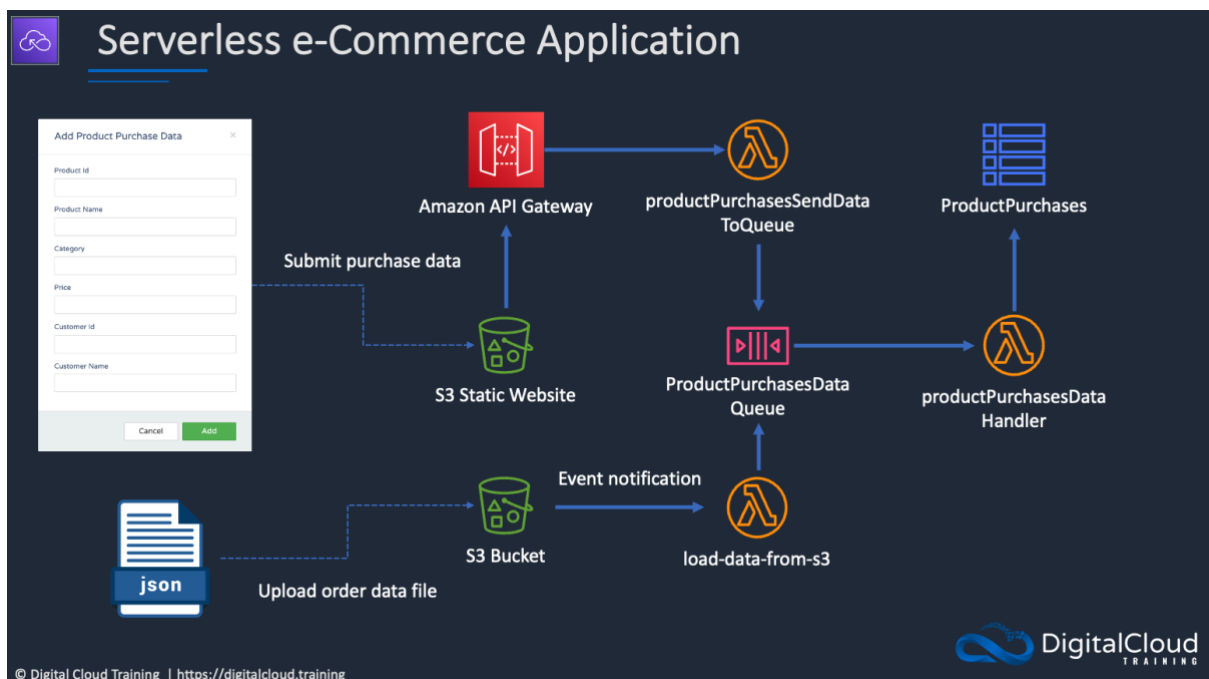 Serverless e-Commerce Application
Add Product Purchase Data
×
Product Id
Product Name
Category
Price
Customer Id
Customer Name
Cancel
Add
Submit purchase data
Amazon API Gateway
productPurchasesSendData
ToQueue
ProductPurchases
S3 Static Website
ProductPurchasesData
Queue
productPurchasesData
Handler
json
Upload order data file
S3 Bucket
Event notification
load-data-from-s3
DigitalCloud
TRAINING
© Digital Cloud Training | https://digitalcloud.training